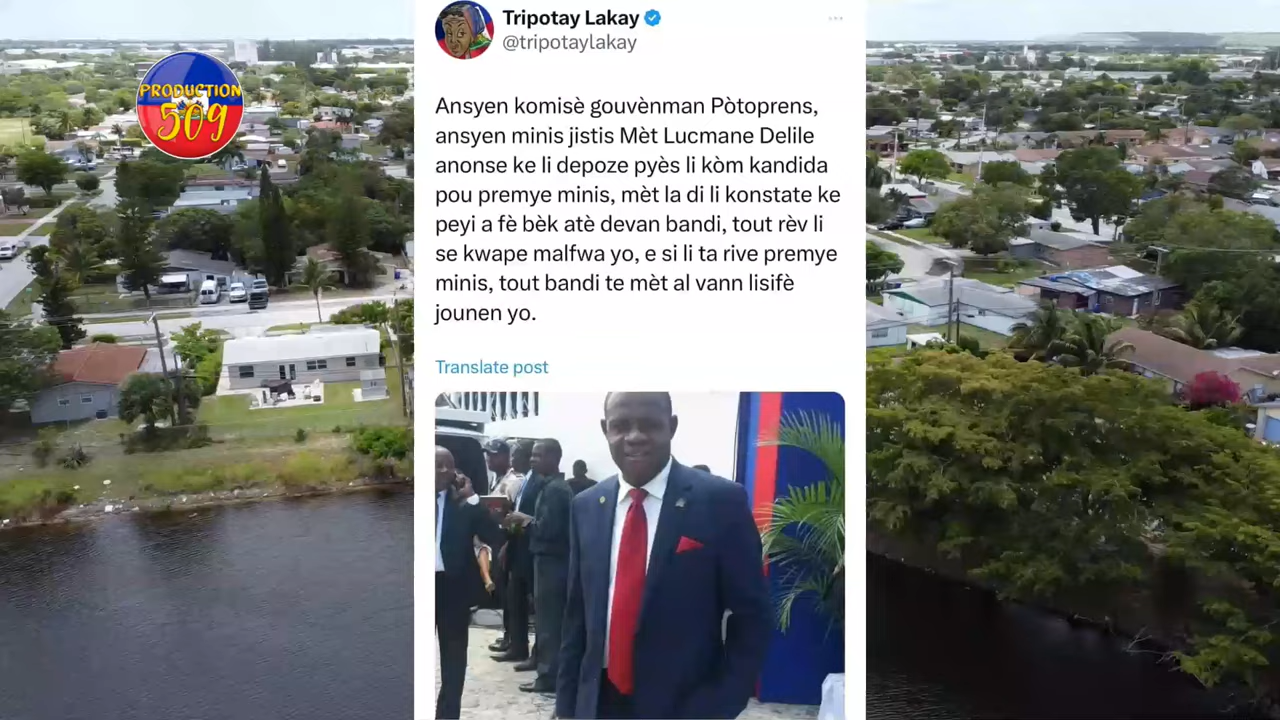 PRODUCTION
509
Tripotay Lakay
@tripotaylakay
Ansyen komisè gouvènman Pòtoprens,
ansyen minis jistis Mèt Lucmane Delile
anonse ke li depoze pyès li kòm kandida
pou premye minis, mèt la di li konstate ke
peyi a fè bèk atè devan bandi, tout rèv li
se kwape malfwa yo, e si li ta rive premye
minis, tout bandi te mèt al vann lisifè
jounen yo.
Translate post